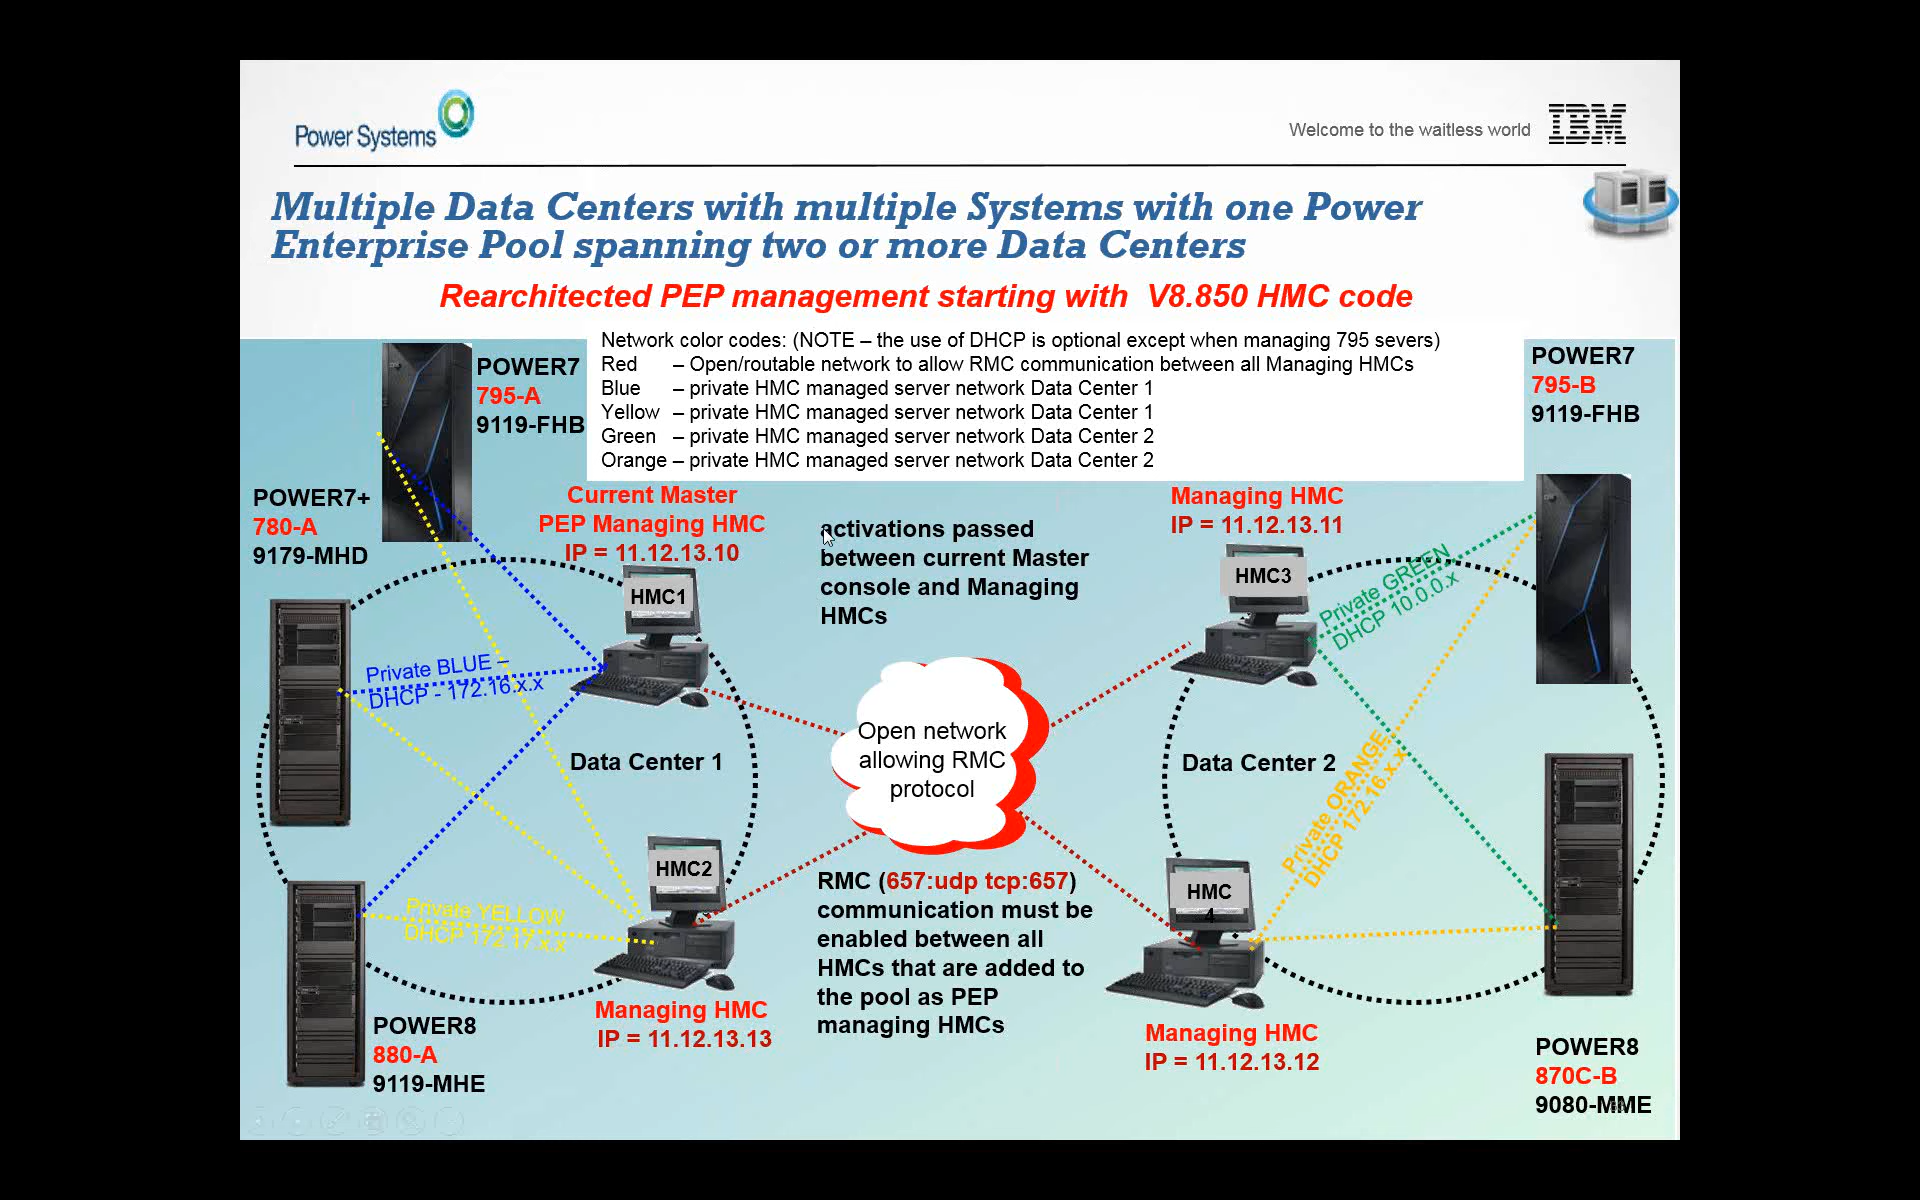 Power Systems
Welcome to the waitless world
IBM
Multiple Data Centers with multiple Systems with one Power
Enterprise Pool spanning two or more Data Centers
Rearchitected PEP management starting with V8.850 HMC code
Network color codes: (NOTE – the use of DHCP is optional except when managing 795 severs)
Red – Open/routable network to allow RMC communication between all Managing HMCs
Blue – private HMC managed server network Data Center 1
Yellow – private HMC managed server network Data Center 1
Green – private HMC managed server network Data Center 2
Orange – private HMC managed server network Data Center 2
POWER7
795-A
9119-FHB
POWER7
795-B
9119-FHB
POWER7+
780-A
9179-MHD
Current Master
PEP Managing HMC
IP = 11.12.13.10
HMC1
activations passed
between current Master
console and Managing
HMCs
Managing HMC
IP = 11.12.13.11
HMC3
Private GREEN
DHCP 10.0.0.x
Private BLUE –
DHCP - 172.16.x.x
Data Center 1
Open network
allowing RMC
protocol
Data Center 2
Private ORANGE
DHCP 172.16.x.x
HMC2
HMC
4
Private YELLOW
DHCP 172.17.x.x
RMC (657:udp tcp:657)
communication must be
enabled between all
HMCs that are added to
the pool as PEP
managing HMCs
Managing HMC
IP = 11.12.13.13
Managing HMC
IP = 11.12.13.12
POWER8
880-A
9119-MHE
POWER8
870C-B
9080-MME